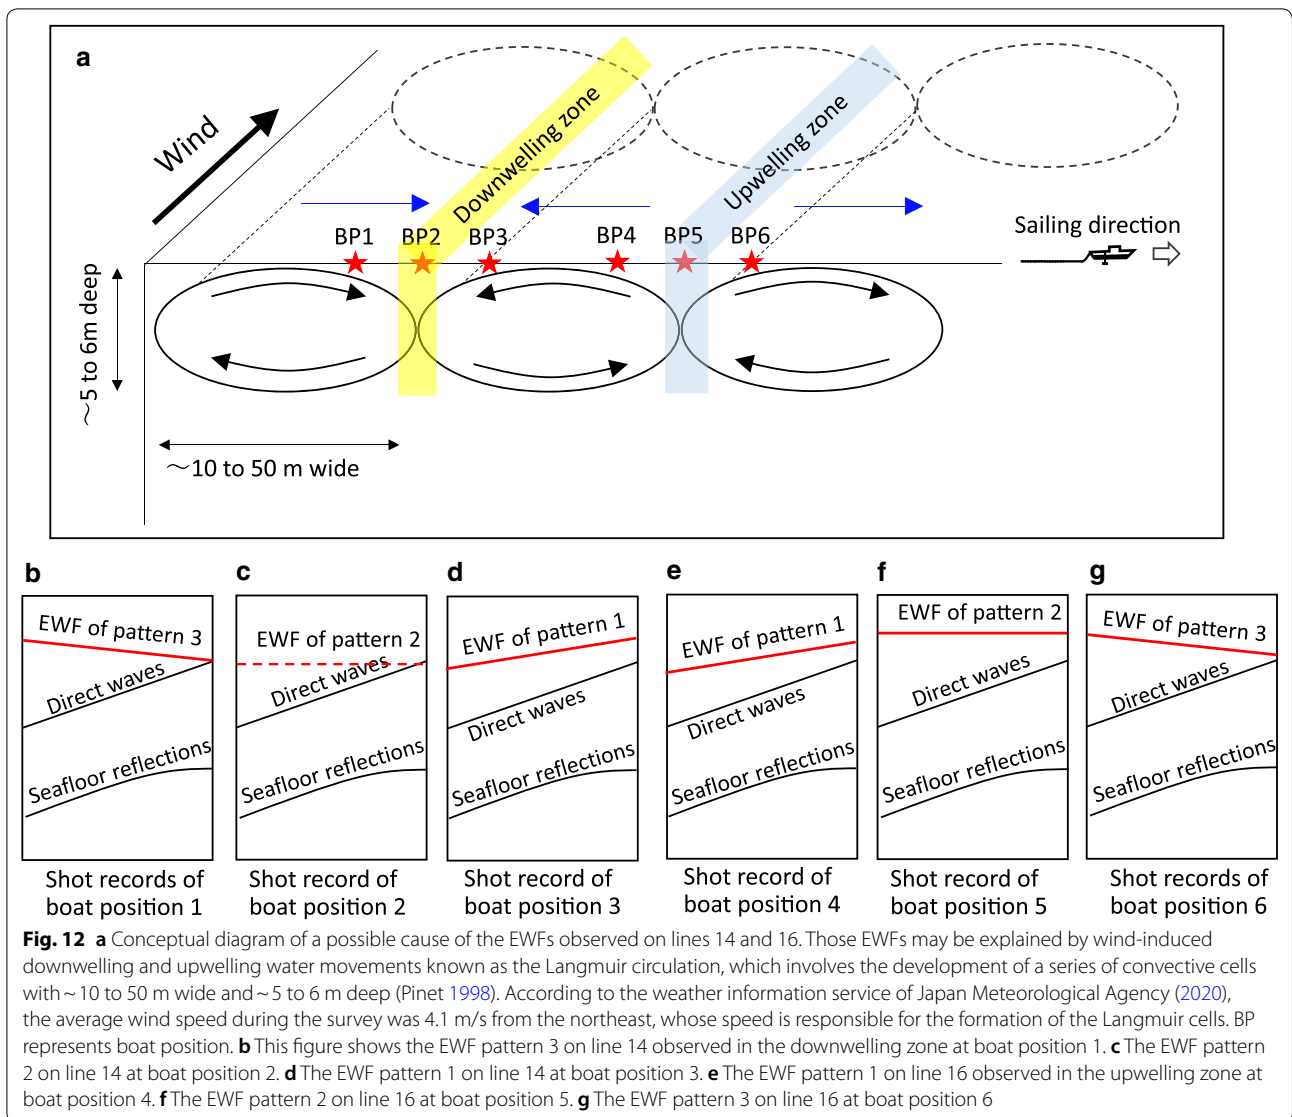 a
Wind
Downwelling zone
Upwelling zone
BP1
BP2
BP3
BP4
BP5
BP6
Sailing direction
~5 to 6m deep
~10 to 50 m wide
b
EWF of pattern 3
Direct waves
Seafloor reflections
Shot records of
boat position 1
c
EWF of pattern 2
Direct waves
Seafloor reflections
Shot record of
boat position 2
d
EWF of pattern 1
Direct waves
Seafloor reflections
Shot record of
boat position 3
e
EWF of pattern 1
Direct waves
Seafloor reflections
Shot record of
boat position 4
f
EWF of pattern 2
Direct waves
Seafloor reflections
Shot record of
boat position 5
g
EWF of pattern 3
Direct waves
Seafloor reflections
Shot records of
boat position 6
Fig. 12 a Conceptual diagram of a possible cause of the EWFs observed on lines 14 and 16. Those EWFs may be explained by wind-induced
downwelling and upwelling water movements known as the Langmuir circulation, which involves the development of a series of convective cells
with ~ 10 to 50 m wide and ~ 5 to 6 m deep (Pinet 1998). According to the weather information service of Japan Meteorological Agency (2020),
the average wind speed during the survey was 4.1 m/s from the northeast, whose speed is responsible for the formation of the Langmuir cells. BP
represents boat position. b This figure shows the EWF pattern 3 on line 14 observed in the downwelling zone at boat position 1. c The EWF pattern
2 on line 14 at boat position 2. d The EWF pattern 1 on line 14 at boat position 3. e The EWF pattern 1 on line 16 observed in the upwelling zone at
boat position 4. f The EWF pattern 2 on line 16 at boat position 5. g The EWF pattern 3 on line 16 at boat position 6